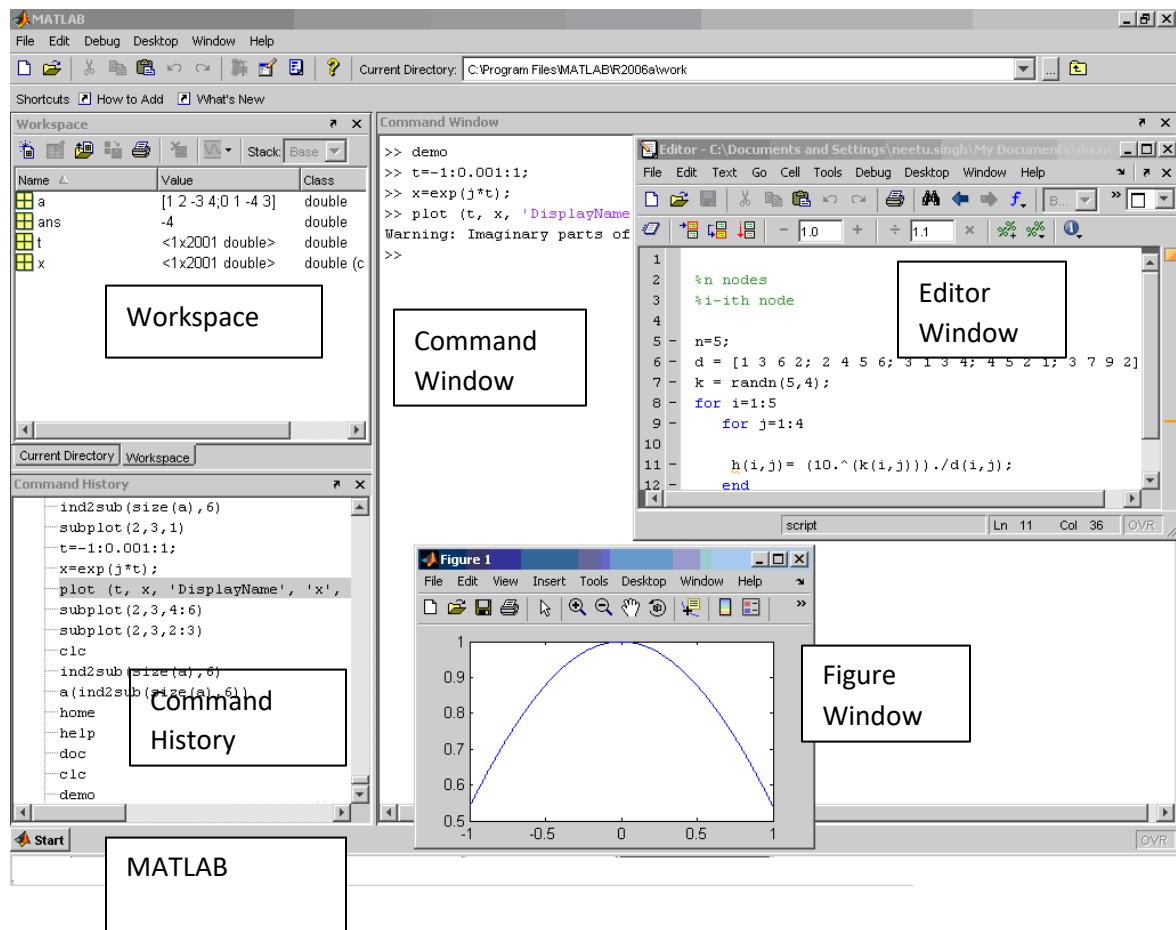 MATLAB
File Edit Debug Desktop Window Help
Current Directory: C:\Program Files\MATLAB\R2006a\work
Shortcuts How to Add What's New
Workspace
Stack: Base
Name Value Class
a [1 2 -3 4;0 1 -4 3] double
ans -4 double
t <1x2001 double> double
x <1x2001 double> double (c
Workspace
Current Directory Workspace
Command History
ind2sub(size(a),6)
subplot(2,3,1)
t=-1:0.001:1;
x=exp(j*t);
plot (t, x, 'DisplayName', 'x',
subplot(2,3,4:6)
subplot(2,3,2:3)
clc
ind2sub(size(a),6)
a(ind2sub(size(a),6))
home
help
doc
clc
demo
Command
History
Start
MATLAB
Command Window
>> demo
>> t=-1:0.001:1;
>> x=exp(j*t);
>> plot (t, x, 'DisplayName
Warning: Imaginary parts of
>>
Command
Window
Editor - C:\Documents and Settings\neetu.singh\My Documents\dis.m
File Edit Text Go Cell Tools Debug Desktop Window Help
B...
1.0
1.1
1
2 %n nodes
3 %i-ith node
4
5 - n=5;
6 - d = [1 3 6 2; 2 4 5 6; 3 1 3 4; 4 5 2 1; 3 7 9 2]
7 - k = randn(5,4);
8 - for i=1:5
9 - for j=1:4
10
11 - h(i,j)= (10.^(k(i,j)))./d(i,j);
12 - end
Editor
Window
script Ln 11 Col 36 OVR
Figure 1
File Edit View Insert Tools Desktop Window Help
1
0.9
0.8
0.7
0.6
0.5
-1 -0.5 0 0.5 1
Figure
Window
OVR